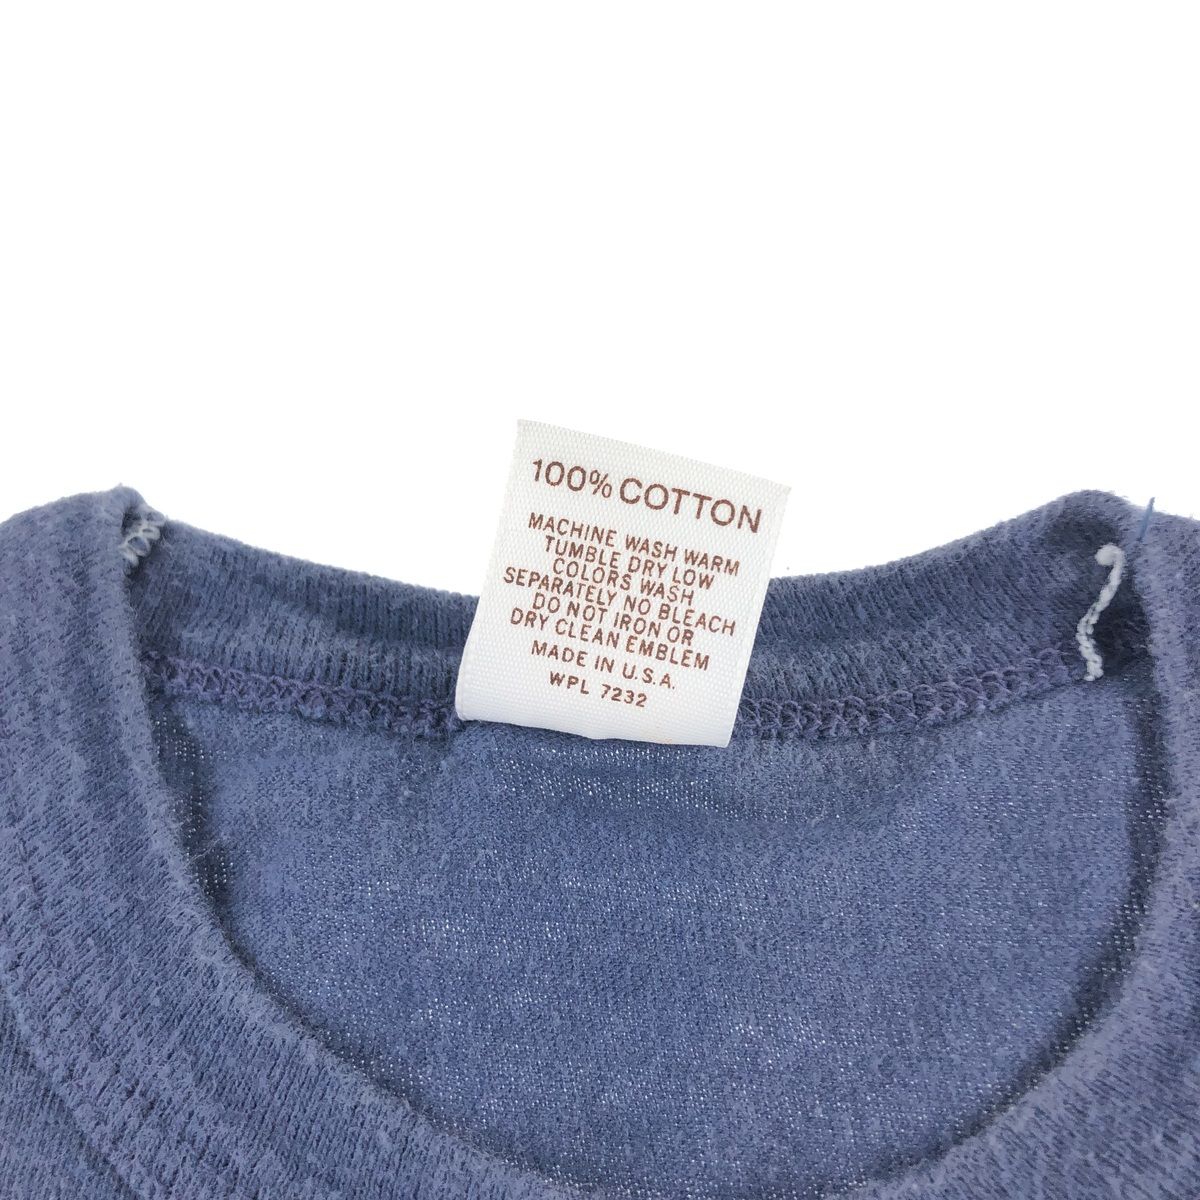 100% COTTON
MACHINE WASH WARM
TUMBLE DRY LOW
COLORS WASH
SEPARATELY NO BLEACH
DO NOT IRON OR
DRY CLEAN EMBLEM
MADE IN U.S.A.
WPL 7232